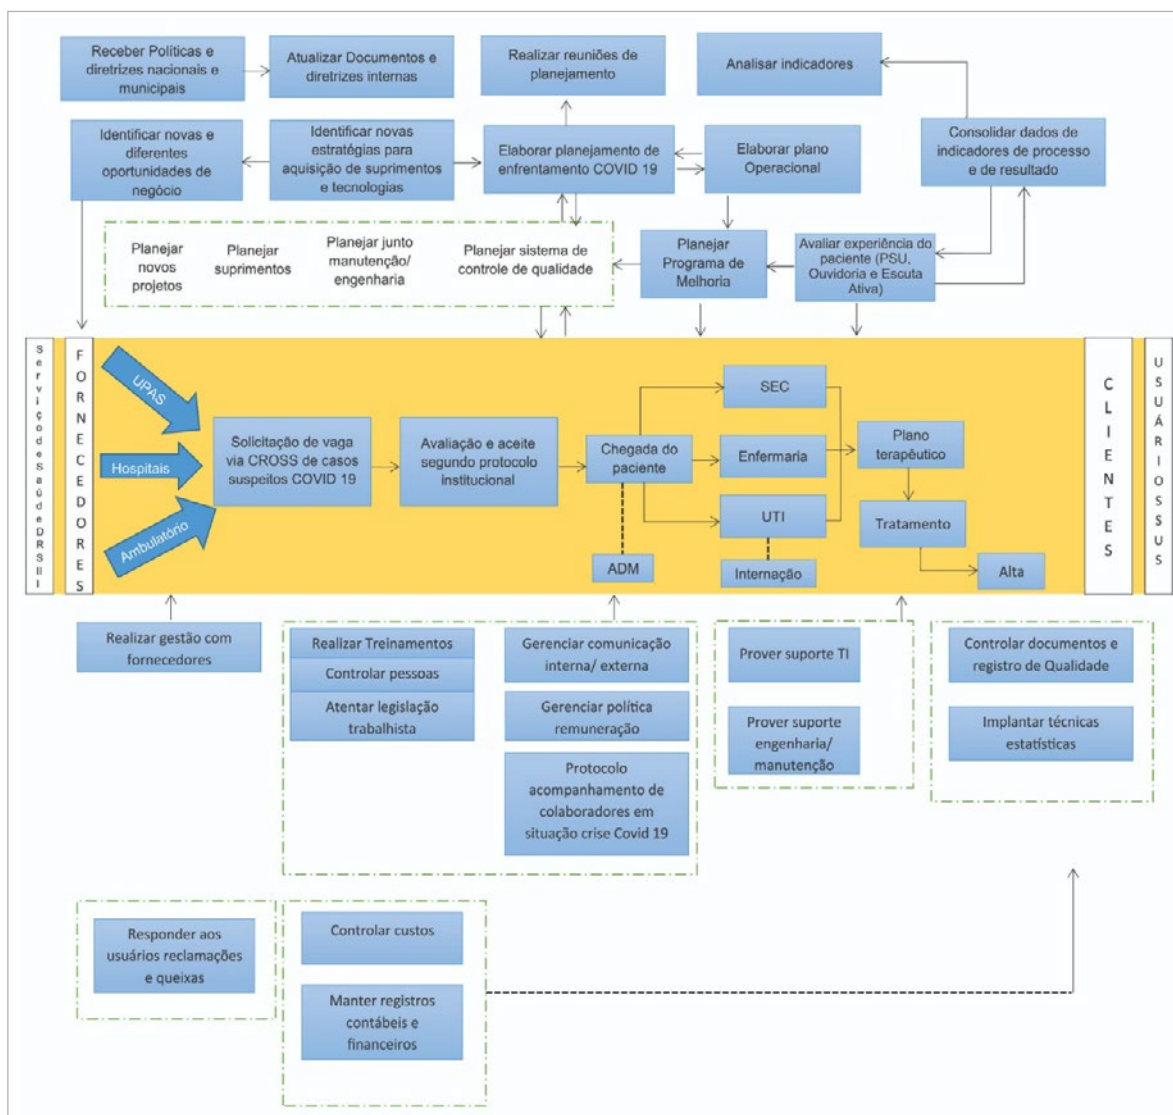 Receber Políticas e
diretrizes nacionais e
municipais
Atualizar Documentos e
diretrizes internas
Realizar reuniões de
planejamento
Analisar indicadores
Identificar novas e
diferentes
oportunidades de
negócio
Identificar novas
estratégias para
aquisição de suprimentos
e tecnologias
Elaborar planejamento de
enfrentamento COVID 19
Elaborar plano
Operacional
Consolidar dados de
indicadores de processo
e de resultado
Planejar
novos
projetos
Planejar
suprimentos
Planejar junto
manutenção/
engenharia
Planejar sistema de
controle de qualidade
Planejar
Programa de
Melhoria
Avaliar experiência do
paciente (PSU,
Ouvidoria e Escuta
Ativa)
Serviço de Saúde DRS III
FORNECEDORES
UPAS
Hospitais
Ambulatório
Solicitação de vaga
via CROSS de casos
suspeitos COVID 19
Avaliação e aceite
segundo protocolo
institucional
Chegada do
paciente
ADM
SEC
Enfermaria
UTI
Internação
Plano
terapêutico
Tratamento
Alta
CLIENTES
USUÁRIOS SUS
Realizar gestão com
fornecedores
Realizar Treinamentos
Controlar pessoas
Atentar legislação
trabalhista
Gerenciar comunicação
interna/ externa
Gerenciar política
remuneração
Protocolo
acompanhamento de
colaboradores em
situação crise Covid 19
Prover suporte TI
Prover suporte
engenharia/
manutenção
Controlar documentos e
registro de Qualidade
Implantar técnicas
estatísticas
Responder aos
usuários reclamações
e queixas
Controlar custos
Manter registros
contábeis e
financeiros